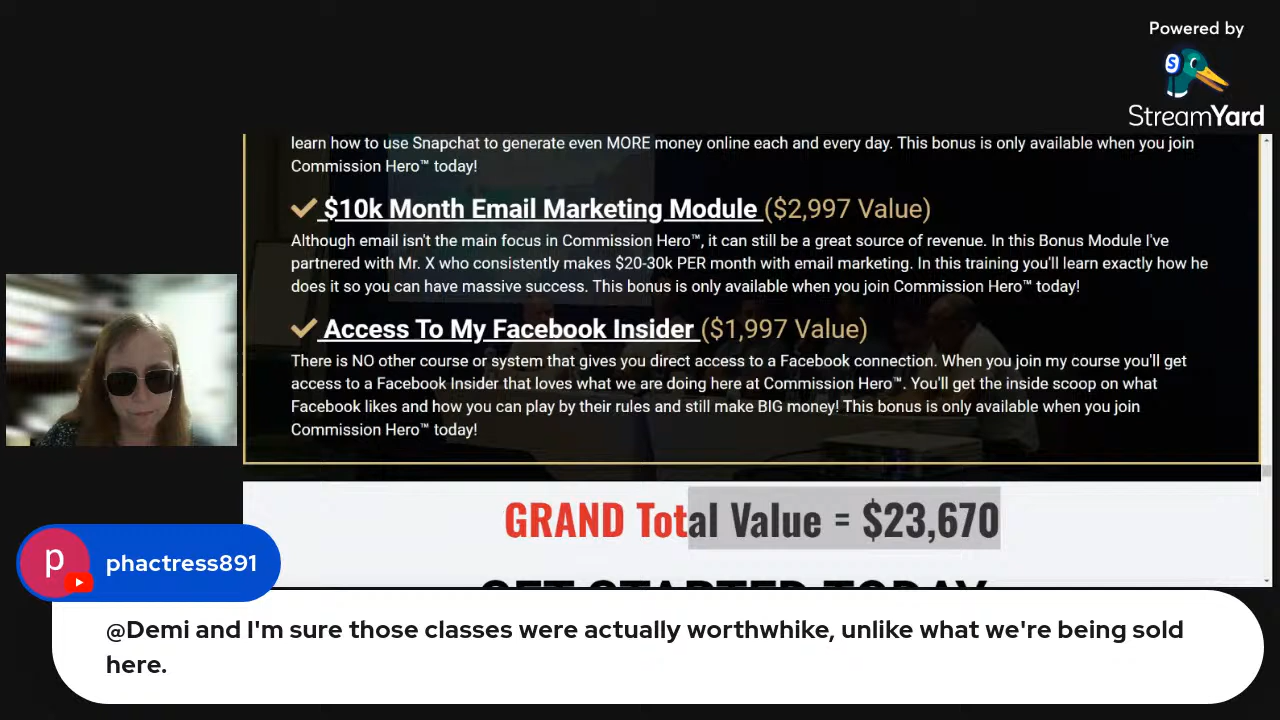 Powered by
S
StreamYard
learn how to use Snapchat to generate even MORE money online each and every day. This bonus is only available when you join
Commission Hero™ today!
$10k Month Email Marketing Module ($2,997 Value)
Although email isn't the main focus in Commission Hero™, it can still be a great source of revenue. In this Bonus Module I've
partnered with Mr. X who consistently makes $20-30k PER month with email marketing. In this training you'll learn exactly how he
does it so you can have massive success. This bonus is only available when you join Commission Hero™ today!
Access To My Facebook Insider ($1,997 Value)
There is NO other course or system that gives you direct access to a Facebook connection. When you join my course you'll get
access to a Facebook Insider that loves what we are doing here at Commission Hero™. You'll get the inside scoop on what
Facebook likes and how you can play by their rules and still make BIG money! This bonus is only available when you join
Commission Hero™ today!
GRAND Total Value = $23,670
GET STARTED TODAY
p
phactress891
@Demi and I'm sure those classes were actually worthwhike, unlike what we're being sold
here.